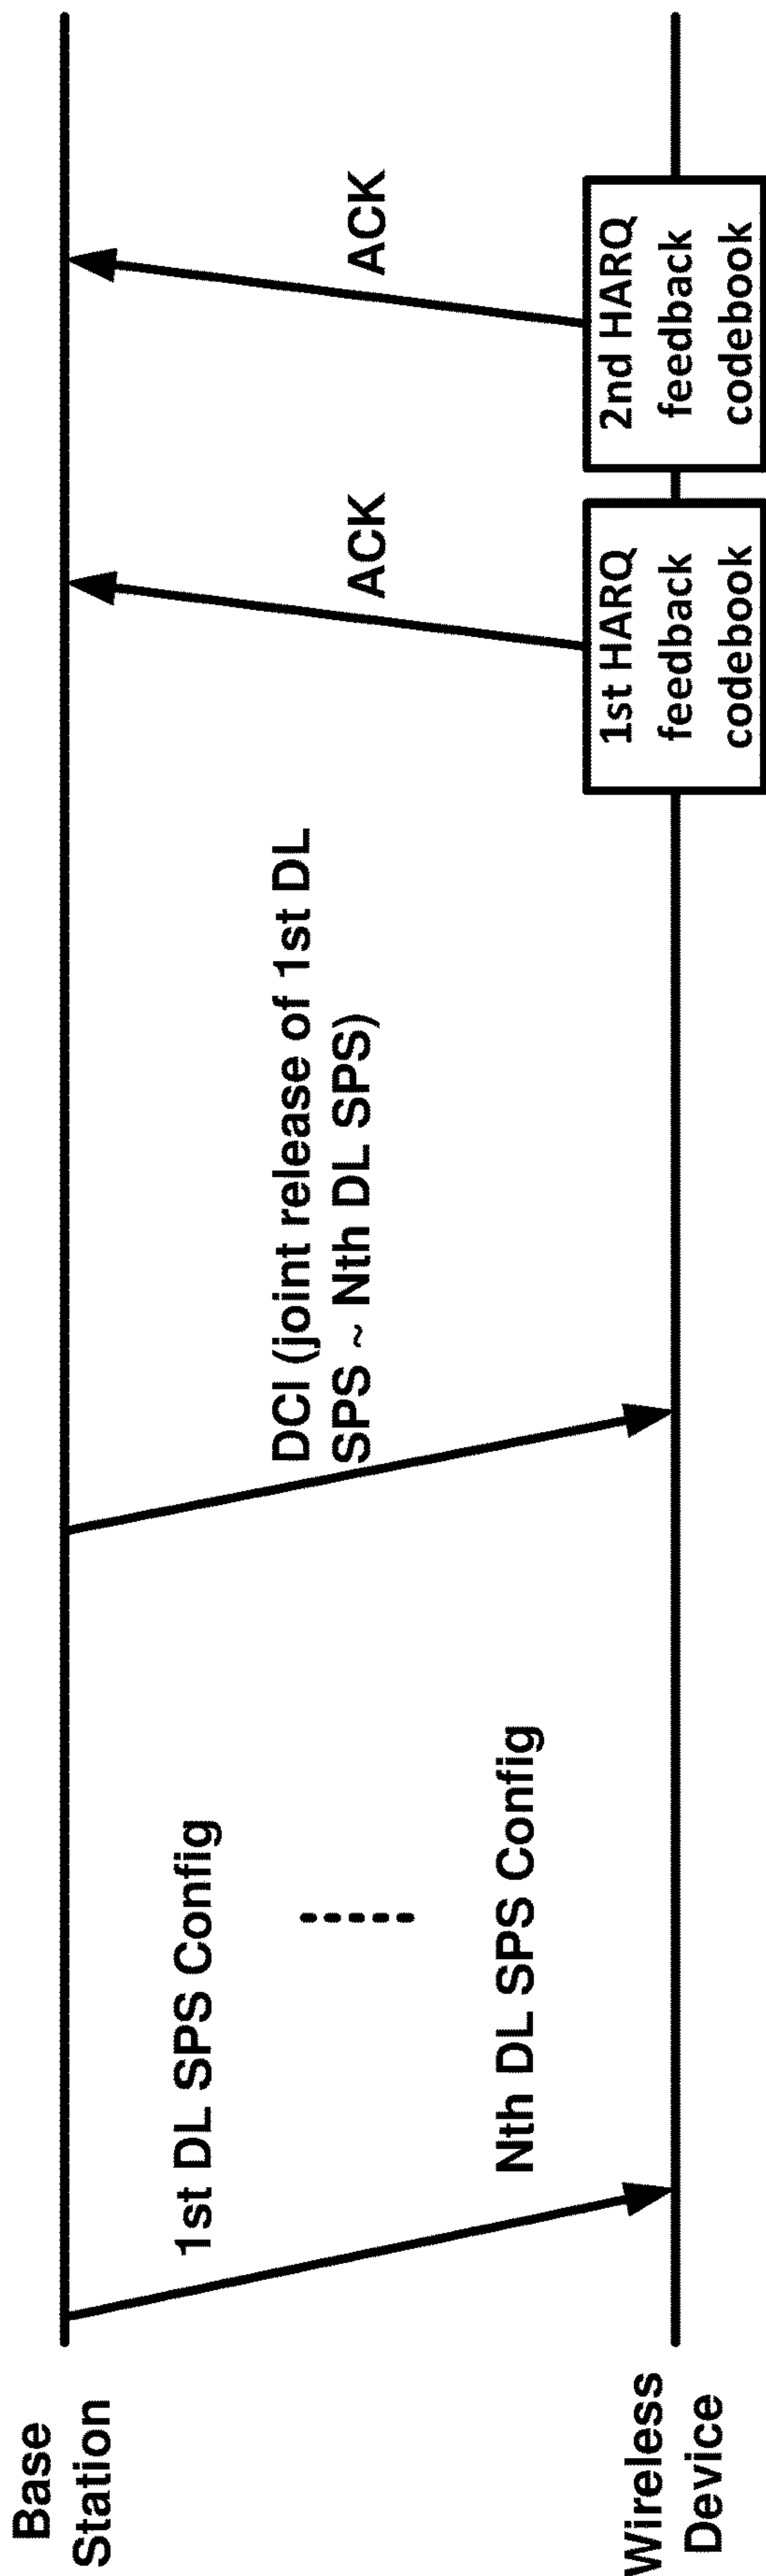 Base
Station
1st DL SPS Config
Nth DL SPS Config
DCI (joint release of 1st DL
SPS ~ Nth DL SPS)
ACK
ACK
1st HARQ
feedback
codebook
2nd HARQ
feedback
codebook
Wireless
Device